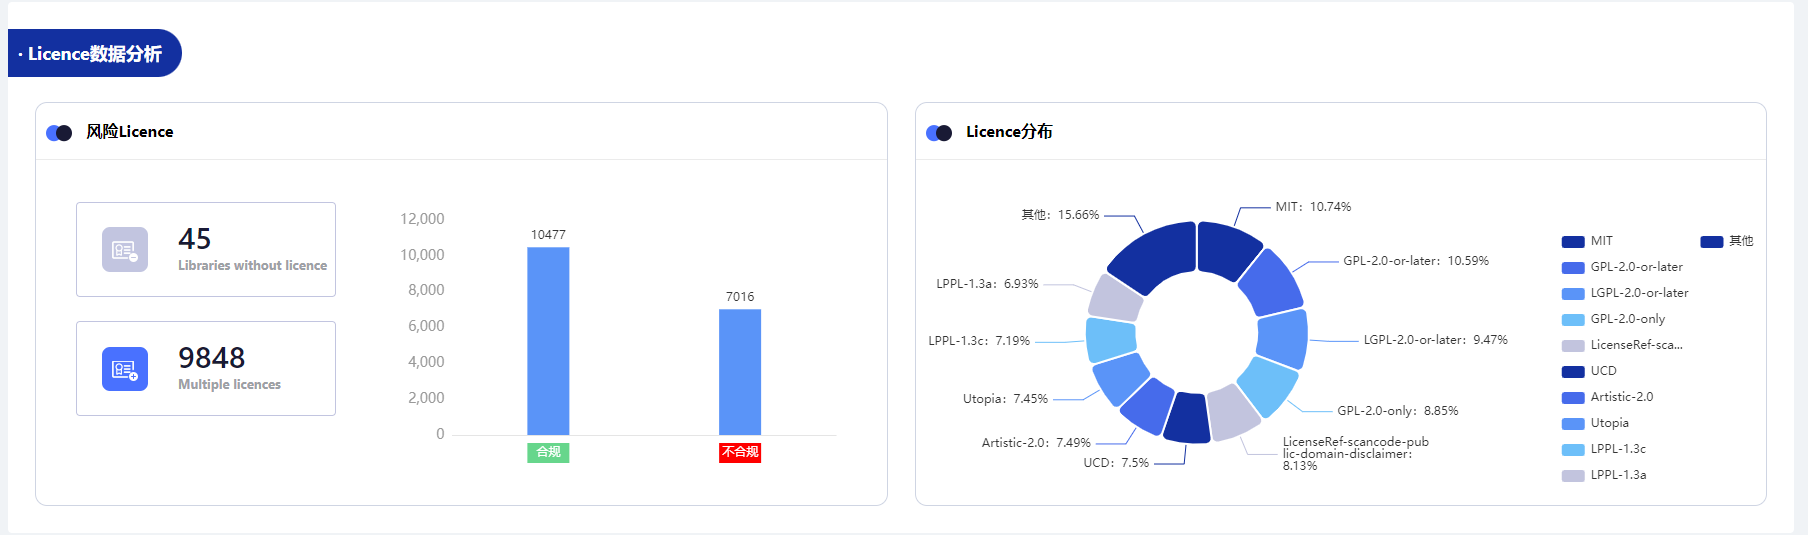 · Licence数据分析
风险Licence
45
Libraries without licence
9848
Multiple licences
12,000
10,000
8,000
6,000
4,000
2,000
0
10477
7016
合规
不合规
Licence分布
其他：15.66%
MIT：10.74%
GPL-2.0-or-later：10.59%
LPPL-1.3a：6.93%
LPPL-1.3c：7.19%
LGPL-2.0-or-later：9.47%
Utopia：7.45%
GPL-2.0-only：8.85%
Artistic-2.0：7.49%
UCD：7.5%
LicenseRef-scancode-pub
lic-domain-disclaimer：
8.13%
MIT
GPL-2.0-or-later
LGPL-2.0-or-later
GPL-2.0-only
LicenseRef-sca...
UCD
Artistic-2.0
Utopia
LPPL-1.3c
LPPL-1.3a
其他